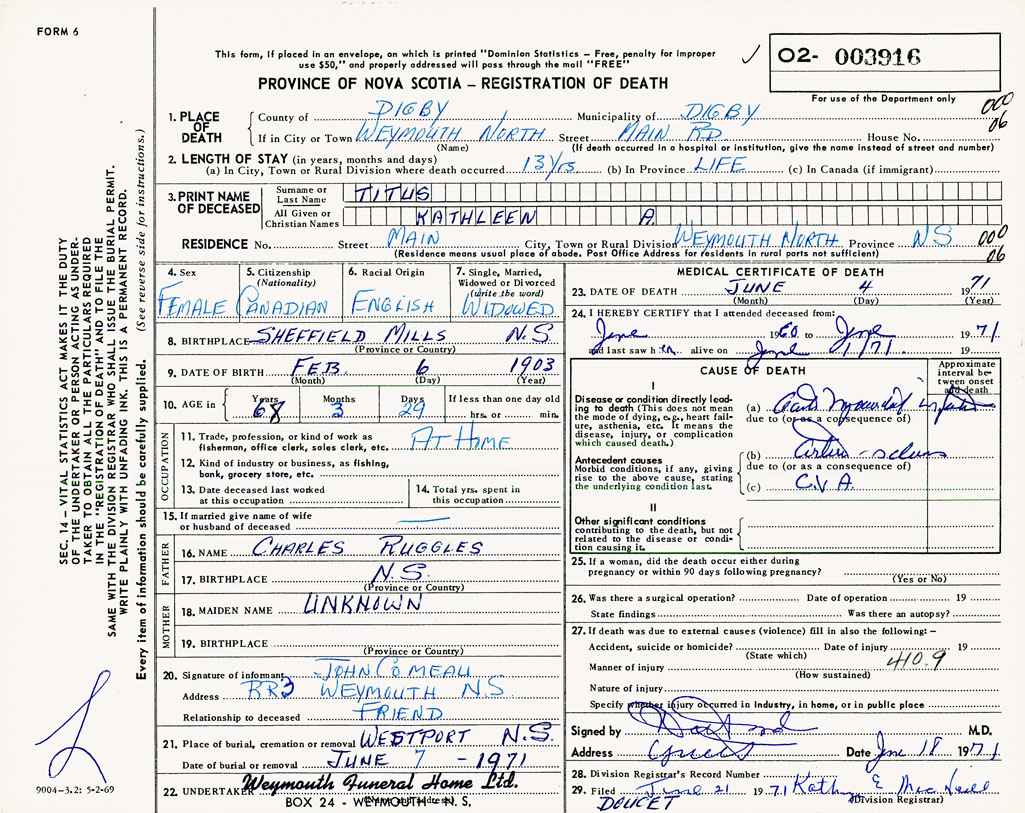 FORM 6
This form, if placed in an envelope, on which is printed "Dominion Statistics – Free, penalty for improper
use $50," and properly addressed will pass through the mail "FREE"
02- 003916
PROVINCE OF NOVA SCOTIA – REGISTRATION OF DEATH
For use of the Department only
000
06
1. PLACE OF DEATH County of DIGBY Municipality of DIGBY
If in City or Town WEYMOUTH NORTH Street MAIN RD House No.
(Name) (If death occurred in a hospital or institution, give the name instead of street and number)
2. LENGTH OF STAY (in years, months and days)
(a) In City, Town or Rural Division where death occurred 13 yrs (b) In Province LIFE (c) In Canada (if immigrant)
3. PRINT NAME OF DECEASED Surname or Last Name TITUS
All Given or Christian Names KATHLEEN A.
RESIDENCE No. Street MAIN City, Town or Rural Division WEYMOUTH NORTH Province N S 000
(Residence means usual place of abode. Post Office Address for residents in rural parts not sufficient) 06
4. Sex FEMALE
5. Citizenship (Nationality) CANADIAN
6. Racial Origin ENGLISH
7. Single, Married, Widowed or Divorced (write the word) WIDOWED
8. BIRTHPLACE SHEFFIELD MILLS N.S.
(Province or Country)
9. DATE OF BIRTH FEB. 6 1903
(Month) (Day) (Year)
10. AGE in Years 68 Months 3 Days 29 If less than one day old
hrs. or min.
OCCUPATION
11. Trade, profession, or kind of work as
fisherman, office clerk, sales clerk, etc. AT HOME
12. Kind of industry or business, as fishing,
bank, grocery store, etc.
13. Date deceased last worked
at this occupation
14. Total yrs. spent in
this occupation
15. If married give name of wife
or husband of deceased
FATHER
16. NAME CHARLES RUGGLES
17. BIRTHPLACE N.S.
(Province or Country)
MOTHER
18. MAIDEN NAME UNKNOWN
19. BIRTHPLACE
(Province or Country)
20. Signature of informant JOHN COMEAU
Address RR3 WEYMOUTH N.S
Relationship to deceased FRIEND
21. Place of burial, cremation or removal WESTPORT N.S.
Date of burial or removal JUNE 7 - 1971
22. UNDERTAKER Weymouth Funeral Home Ltd.
BOX 24 - WEYMOUTH - N. S.
MEDICAL CERTIFICATE OF DEATH
23. DATE OF DEATH JUNE 4 1971
(Month) (Day) (Year)
24. I HEREBY CERTIFY that I attended deceased from:
June 1960 to June 1971
and last saw her alive on June 1/71 19
CAUSE OF DEATH
Approximate interval between onset and death
I
Disease or condition directly leading to death (This does not mean the mode of dying, e.g., heart failure, asthenia, etc. It means the disease, injury, or complication which caused death.)
(a)
due to (or as a consequence of)
Antecedent causes
Morbid conditions, if any, giving rise to the above cause, stating the underlying condition last.
(b)
due to (or as a consequence of)
(c) C.V.A.
II
Other significant conditions
contributing to the death, but not related to the disease or condition causing it.
25. If a woman, did the death occur either during
pregnancy or within 90 days following pregnancy?
(Yes or No)
26. Was there a surgical operation? Date of operation 19
State findings Was there an autopsy?
27. If death was due to external causes (violence) fill in also the following: –
Accident, suicide or homicide? Date of injury 19
(State which)
Manner of injury 410.9
(How sustained)
Nature of injury
Specify whether injury occurred in industry, in home, or in public place
Signed by M.D.
Address Date June 18 1971
28. Division Registrar's Record Number
29. Filed June 21 1971
(Division Registrar)
DOUCET
SEC. 14 – VITAL STATISTICS ACT MAKES IT THE DUTY
OF THE UNDERTAKER OR PERSON ACTING AS UNDER-
TAKER TO OBTAIN ALL THE PARTICULARS REQUIRED
IN THE "REGISTRATION OF DEATH" AND TO FILE THE
SAME WITH THE DIVISION REGISTRAR WHO SHALL ISSUE THE BURIAL PERMIT.
WRITE PLAINLY WITH UNFADING INK. THIS IS A PERMANENT RECORD.
Every item of information should be carefully supplied. (See reverse side for instructions.)
9004-3.2: 5-2-69